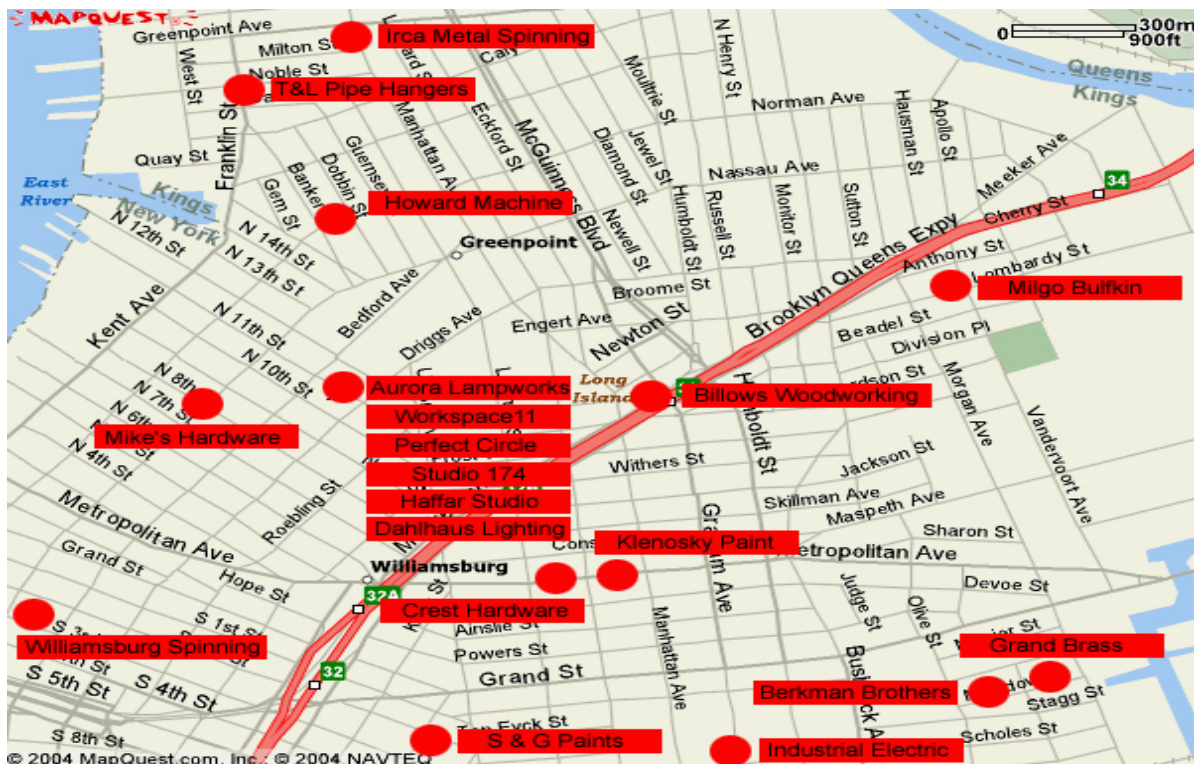 MAPQUEST
Greenpoint Ave
Irca Metal Spinning
300m
0
900ft
Milton St
West St
Noble St
T&L Pipe Hangers
N Henry St
Moultrie St
Queens
Kings
Norman Ave
Hausman St
Apollo St
Franklin St
Manhattan Av
Eckford St
McGuinness Blvd
Quay St
Guernsey
Dobbin St
Banker
Gem St
Diamond St
Jewel St
Nassau Ave
Meeker Ave
34
East
River
Kings
New York
Howard Machine
Newell St
Humboldt St
Russell St
Monitor St
Sutton St
Cherry St
N 12th St
N 14th St
N 13th St
Greenpoint
Brooklyn Queens Expy
Anthony St
Lombardy St
Kent Ave
N 11th St
Bedford Ave
Broome St
Milgo Bulfkin
Driggs Ave
Engert Ave
Newton St
Beadel St
Division Pl
N 10th St
N 8th S
N 7th St
N 6th
N 4th St
Aurora Lampworks
Long
Island
Billows Woodworking
Humboldt St
Morgan Ave
Vandervort Ave
Mike's Hardware
Workspace11
Perfect Circle
Studio 174
Haffar Studio
Dahlhaus Lighting
Withers St
Jackson St
Skillman Ave
Maspeth Ave
Roebling St
Metropolitan Ave
Sharon St
Klenosky Paint
Metropolitan Ave
Grand St
Hope St
Williamsburg
32A
Crest Hardware
Devoe St
Judge St
Olive St
S 1st St
Ainslie St
Powers St
Manhattan Ave
Williamsburg Spinning
Grand Brass
32
Grand St
S 5th St
S 4th St
Berkman Brothers
Stagg St
S 8th St
S & G Paints
Industrial Electric
Scholes St
© 2004 MapQuest.com, Inc.; © 2004 NAVTEQ